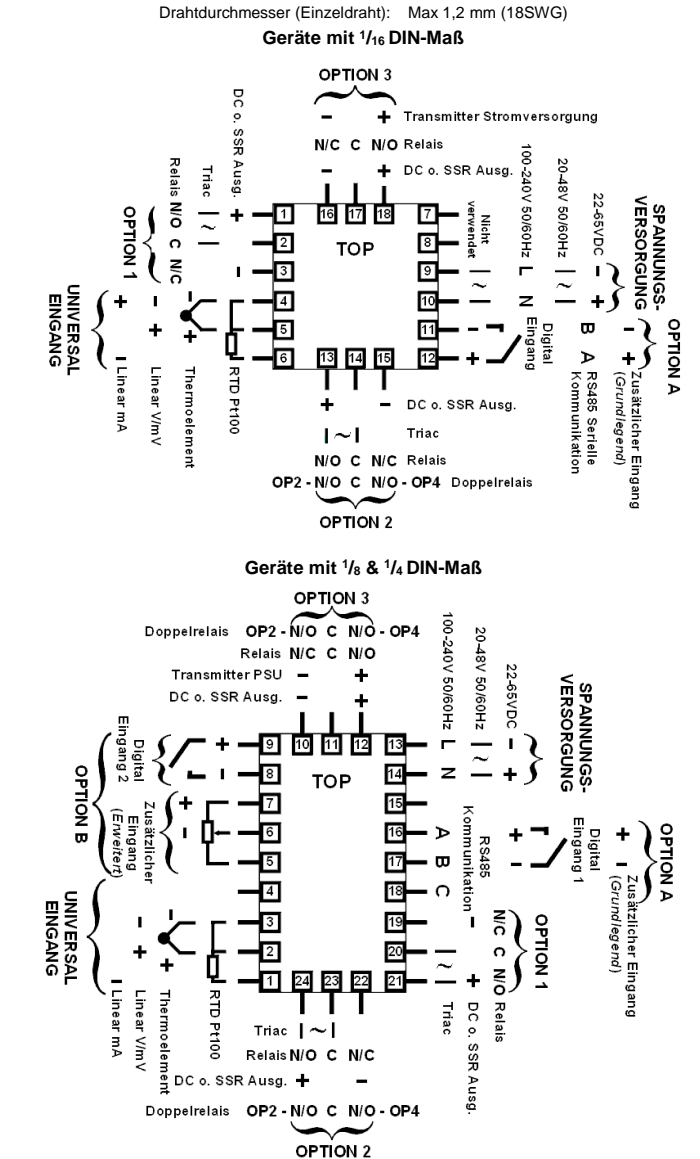 Drahtdurchmesser (Einzeldraht): Max 1,2 mm (18SWG)
Geräte mit 1/16 DIN-Maß
OPTION 3
− + Transmitter Stromversorgung
N/C C N/O Relais
− + DC o. SSR Ausg.
DC o. SSR Ausg. + −
Triac | ~ |
Relais N/O C N/C
OPTION 1
UNIVERSAL
EINGANG
+ − Linear mA
− + Linear V/mV
− + Thermoelement
RTD Pt100
1
2
3
4
5
6
16 17 18
TOP
13 14 15
7
8
9
10
11
12
Nicht
verwendet
| ~ |
100-240V 50/60Hz L N
20-48V 50/60Hz | ~ |
22-65VDC − +
SPANNUNGS-
VERSORGUNG
− +
Digital
Eingang
B A RS485 Serielle
Kommunikation
− + Zusätzlicher Eingang
(Grundlegend)
OPTION A
+ − DC o. SSR Ausg.
| ~ | Triac
N/O C N/C Relais
OP2 - N/O C N/O - OP4 Doppelrelais
OPTION 2
Geräte mit 1/8 & 1/4 DIN-Maß
OPTION 3
Doppelrelais OP2 - N/O C N/O - OP4
Relais N/C C N/O
Transmitter PSU − +
DC o. SSR Ausg. − +
Digital
Eingang 2
+ −
OPTION B
Zusätzlicher
Eingang
(Erweitert)
+ −
UNIVERSAL
EINGANG
− Linear mA
− + Linear V/mV
− + Thermoelement
RTD Pt100
9
8
7
6
5
4
3
2
1
10 11 12
TOP
24 23 22
13
14
15
16
17
18
19
20
21
100-240V 50/60Hz L N
20-48V 50/60Hz | ~ |
22-65VDC − +
SPANNUNGS-
VERSORGUNG
A B C
RS485
Kommunikation
+ −
Digital
Eingang 1
+ − Zusätzlicher Eingang
(Grundlegend)
OPTION A
| ~ | Triac
− + DC o. SSR Ausg.
N/C C N/O Relais
OPTION 1
Triac | ~ |
Relais N/O C N/C
DC o. SSR Ausg. + −
Doppelrelais OP2 - N/O C N/O - OP4
OPTION 2